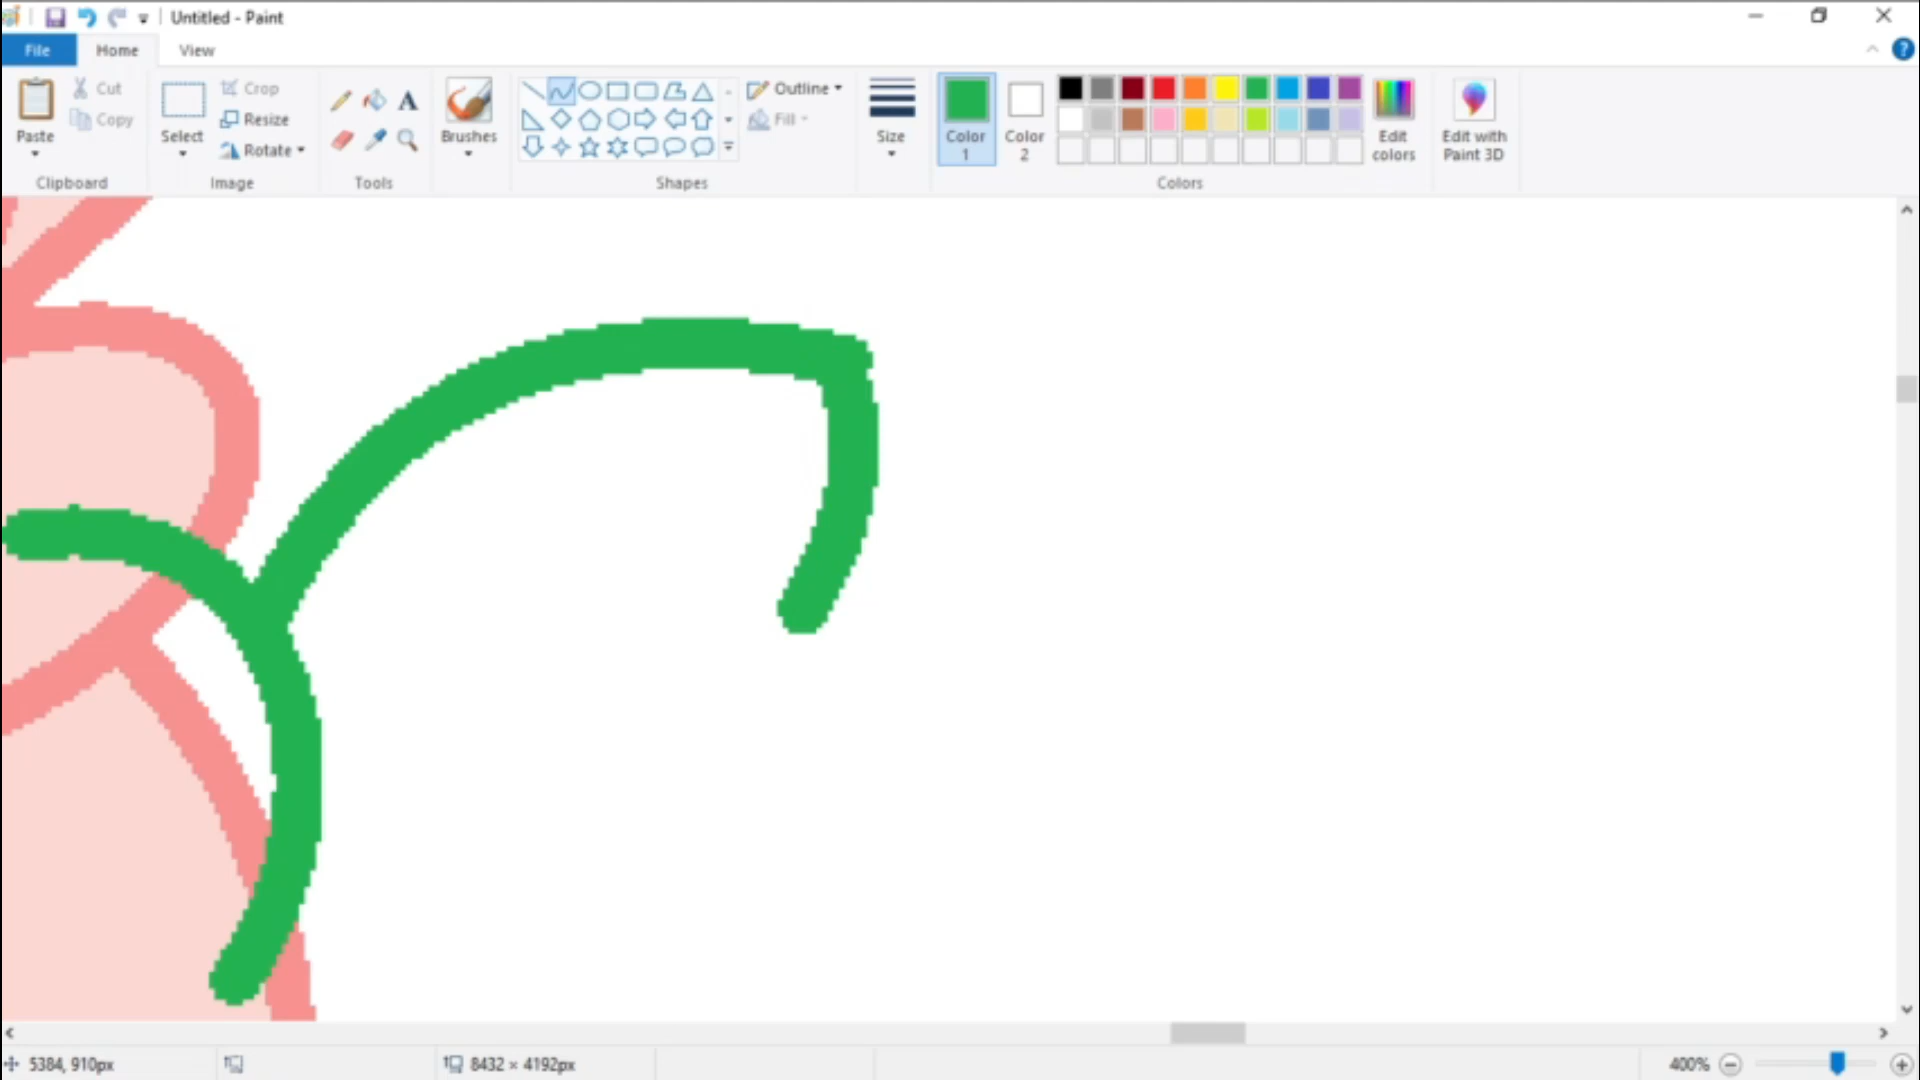 Untitled - Paint
File Home View
Paste
Cut
Copy
Clipboard
Select
Crop
Resize
Rotate
Image
A
Tools
Brushes
Outline
Fill
Shapes
Size
Color 1
Color 2
Edit colors
Colors
Edit with Paint 3D
?
5384, 910px
8432 × 4192px
400%